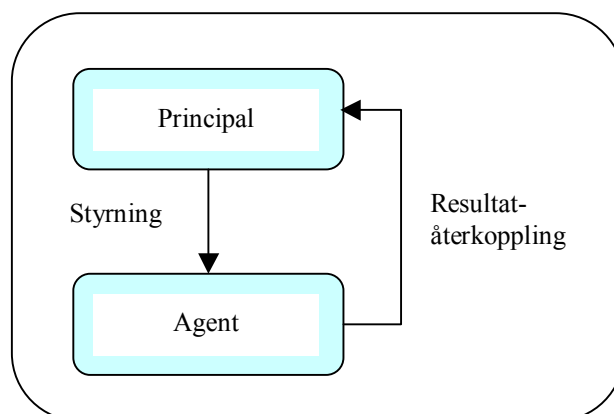 Principal
Styrning
Resultat-
återkoppling
Agent